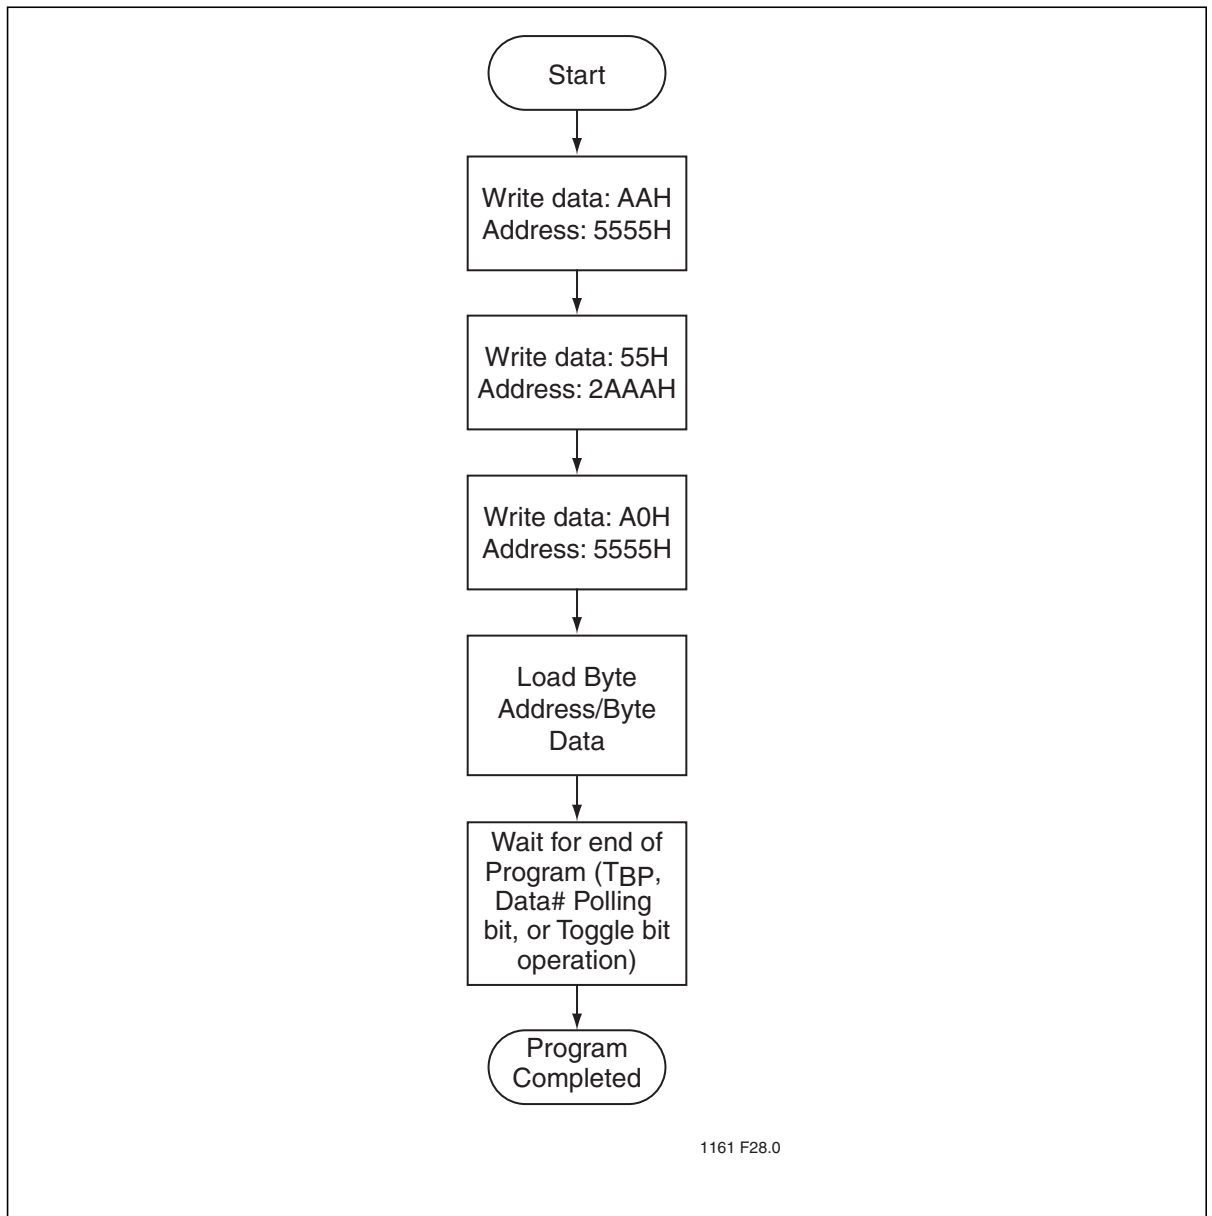 Start
Write data: AAH
Address: 5555H
Write data: 55H
Address: 2AAAH
Write data: A0H
Address: 5555H
Load Byte
Address/Byte
Data
Wait for end of
Program (TBP,
Data# Polling
bit, or Toggle bit
operation)
Program
Completed
1161 F28.0